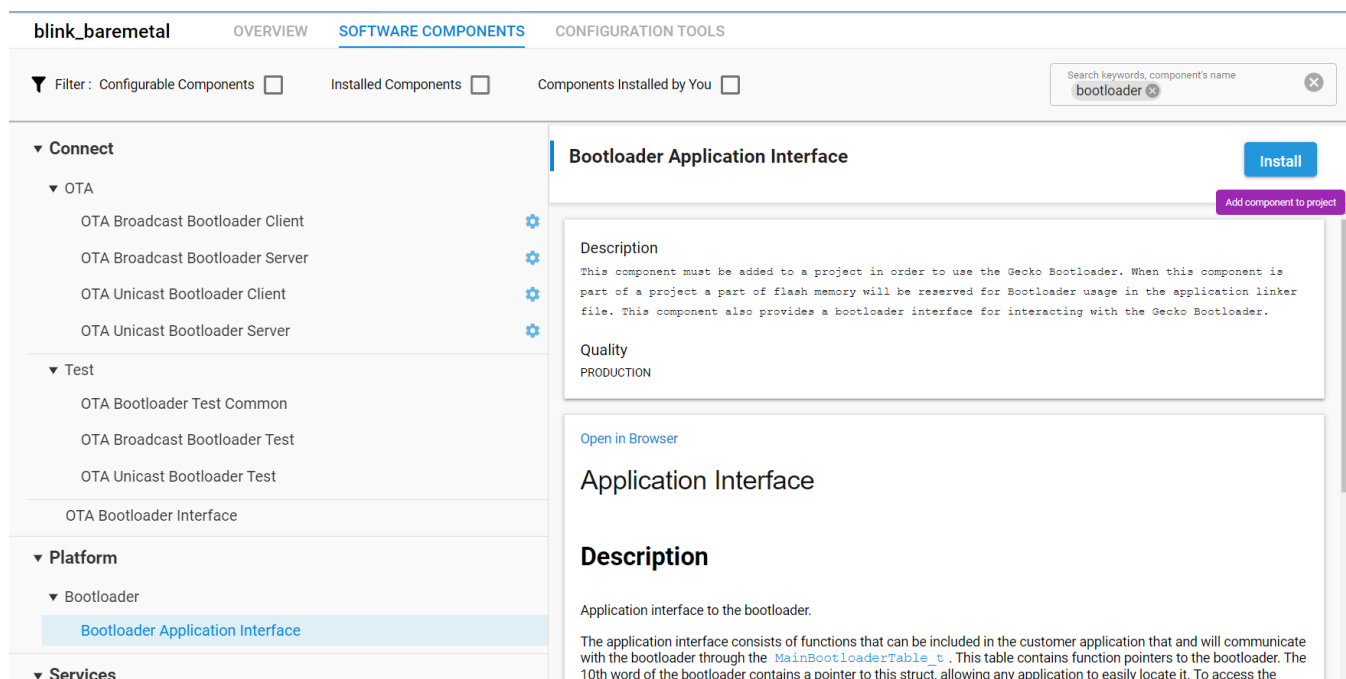 blink_baremetal OVERVIEW SOFTWARE COMPONENTS CONFIGURATION TOOLS
Filter : Configurable Components Installed Components Components Installed by You
Search keywords, component's name
bootloader
Connect
OTA
OTA Broadcast Bootloader Client
OTA Broadcast Bootloader Server
OTA Unicast Bootloader Client
OTA Unicast Bootloader Server
Test
OTA Bootloader Test Common
OTA Broadcast Bootloader Test
OTA Unicast Bootloader Test
OTA Bootloader Interface
Platform
Bootloader
Bootloader Application Interface
Services
Bootloader Application Interface
Install
Add component to project
Description
This component must be added to a project in order to use the Gecko Bootloader. When this component is
part of a project a part of flash memory will be reserved for Bootloader usage in the application linker
file. This component also provides a bootloader interface for interacting with the Gecko Bootloader.
Quality
PRODUCTION
Open in Browser
Application Interface
Description
Application interface to the bootloader.
The application interface consists of functions that can be included in the customer application that and will communicate
with the bootloader through the MainBootloaderTable_t . This table contains function pointers to the bootloader. The
10th word of the bootloader contains a pointer to this struct, allowing any application to easily locate it. To access the